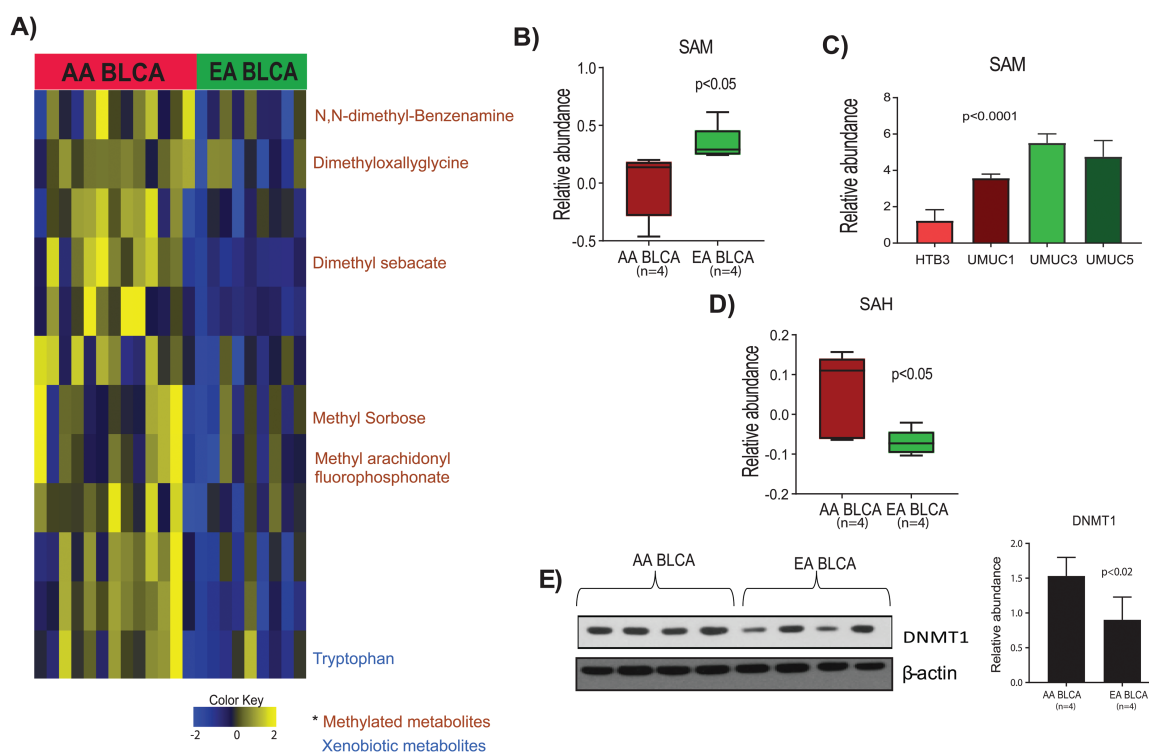 A)
AA BLCA EA BLCA
N,N-dimethyl-Benzenamine
Dimethyloxallyglycine
Dimethyl sebacate
Methyl Sorbose
Methyl arachidonyl
fluorophosphonate
Tryptophan
Color Key
-2 0 2
* Methylated metabolites
Xenobiotic metabolites
B)
SAM
p<0.05
Relative abundance
1.0
0.5
0.0
-0.5
AA BLCA EA BLCA
(n=4) (n=4)
C)
SAM
p<0.0001
Relative abundance
8
6
4
2
0
HTB3 UMUC1 UMUC3 UMUC5
D)
SAH
p<0.05
Relative abundance
0.2
0.1
0.0
-0.1
-0.2
AA BLCA EA BLCA
(n=4) (n=4)
E)
AA BLCA EA BLCA
DNMT1
β-actin
DNMT1
p<0.02
Relative abundance
2.0
1.5
1.0
0.5
0.0
AA BLCA EA BLCA
(n=4) (n=4)